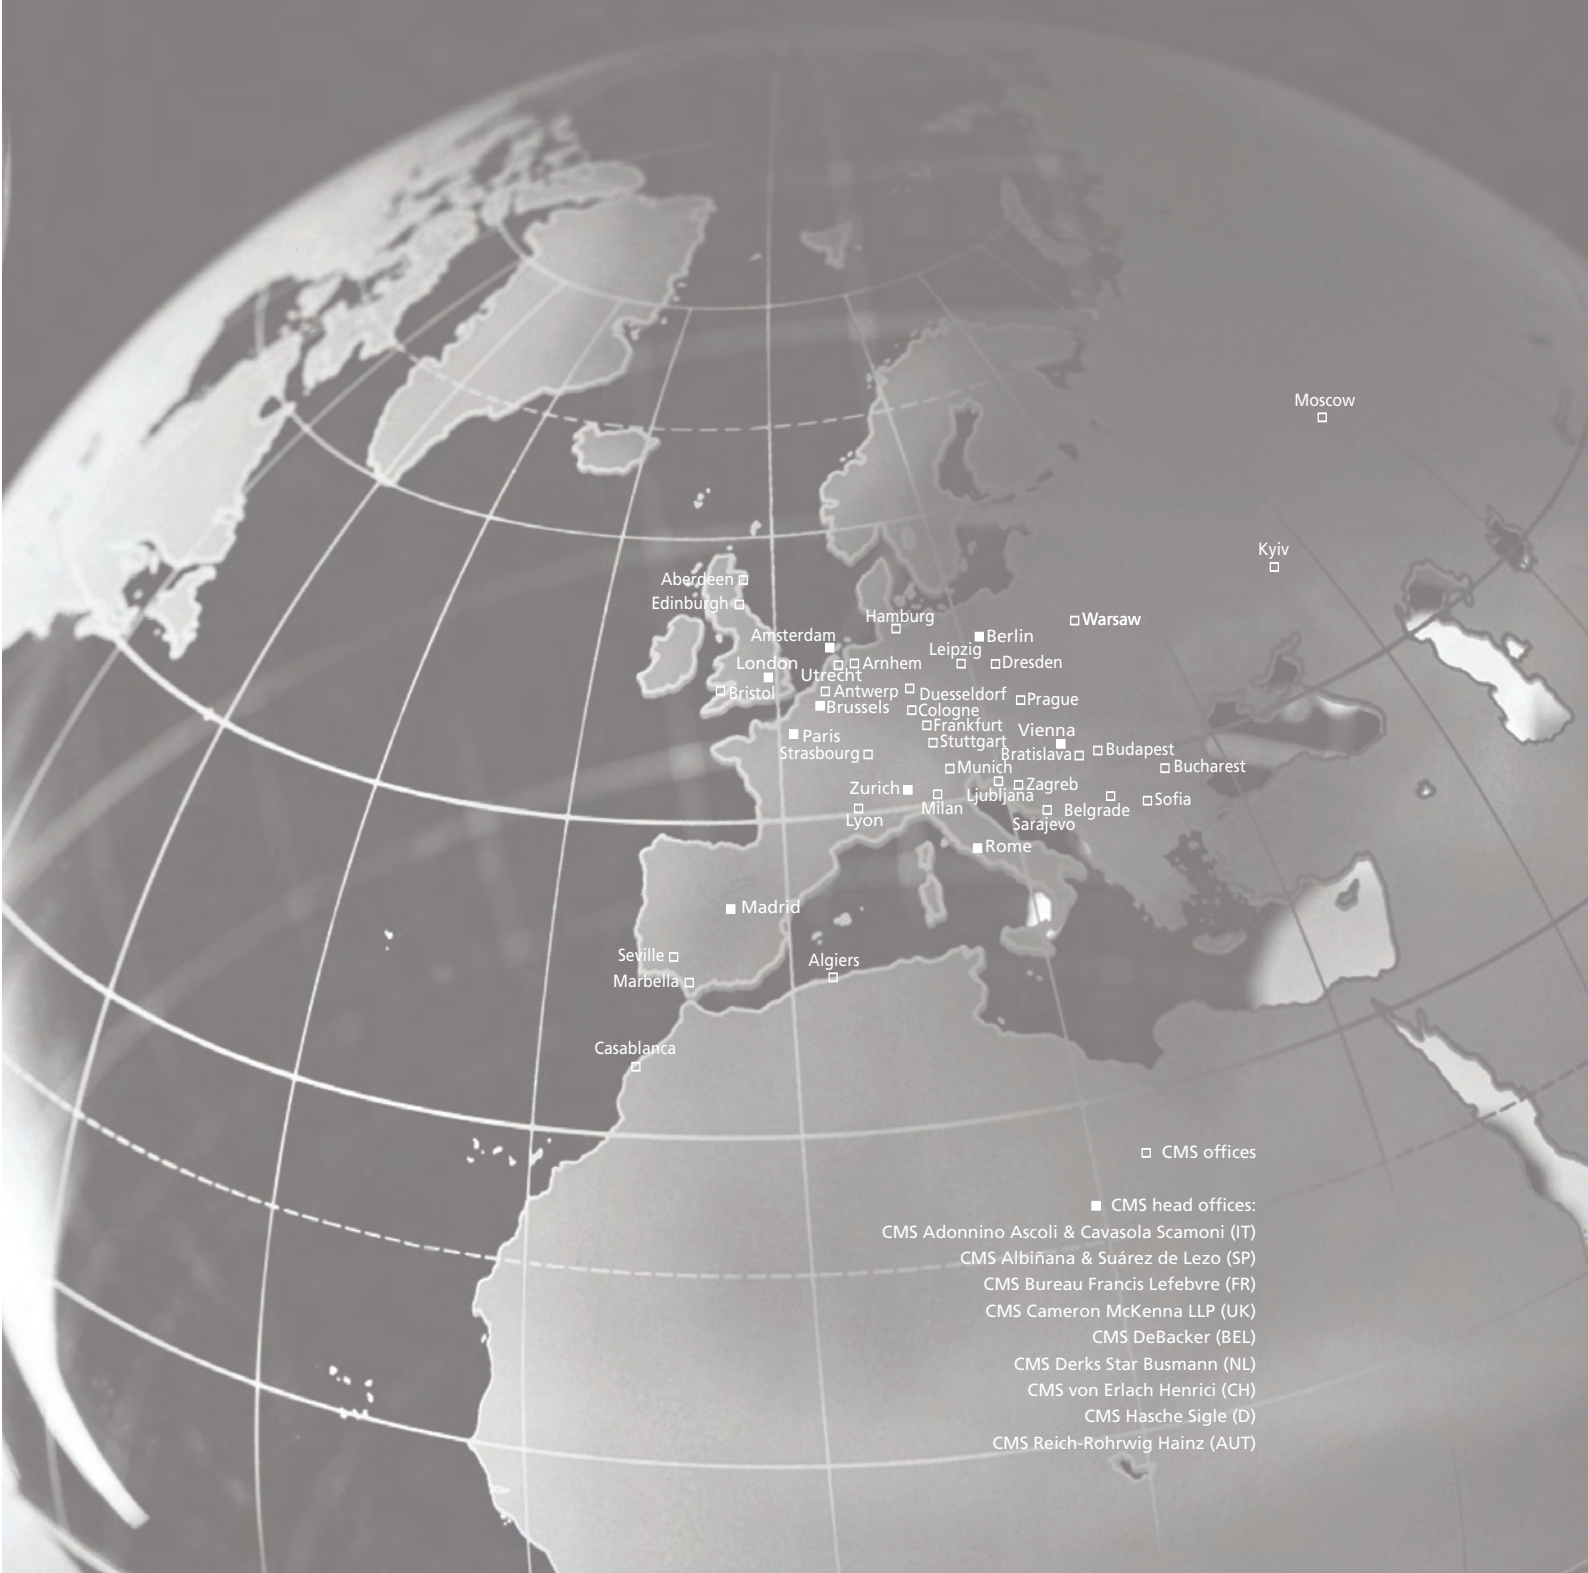 Moscow
Kyiv
Aberdeen
Edinburgh
Hamburg
Warsaw
Amsterdam
Berlin
Leipzig
London
Arnhem
Dresden
Utrecht
Bristol
Antwerp
Duesseldorf
Prague
Brussels
Cologne
Frankfurt
Vienna
Paris
Stuttgart
Strasbourg
Bratislava
Budapest
Munich
Bucharest
Zurich
Zagreb
Ljubljana
Milan
Belgrade
Sofia
Lyon
Sarajevo
Rome
Madrid
Seville
Algiers
Marbella
Casablanca
CMS offices
CMS head offices:
CMS Adonnino Ascoli & Cavasola Scamoni (IT)
CMS Albiñana & Suárez de Lezo (SP)
CMS Bureau Francis Lefebvre (FR)
CMS Cameron McKenna LLP (UK)
CMS DeBacker (BEL)
CMS Derks Star Busmann (NL)
CMS von Erlach Henrici (CH)
CMS Hasche Sigle (D)
CMS Reich-Rohrwig Hainz (AUT)